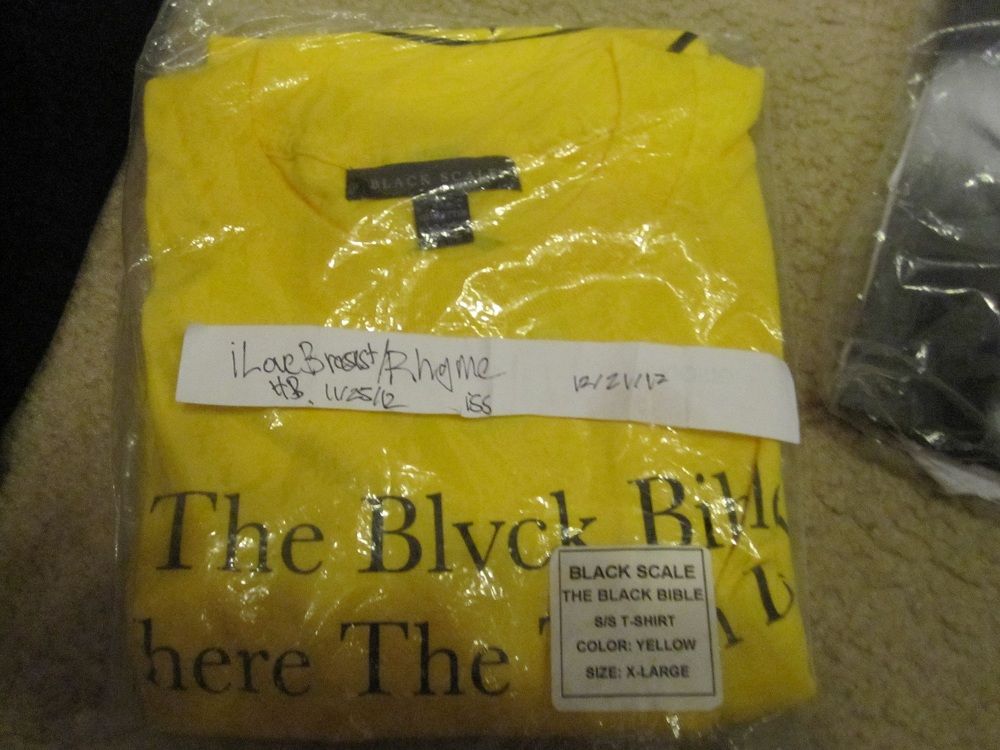 BLACK SCALE
iLoveBreast/Rhyme
HB. 11/25/12 iss
12/21/12
The Blvck Bible
here The
BLACK SCALE
THE BLACK BIBLE
S/S T-SHIRT
COLOR: YELLOW
SIZE: X-LARGE